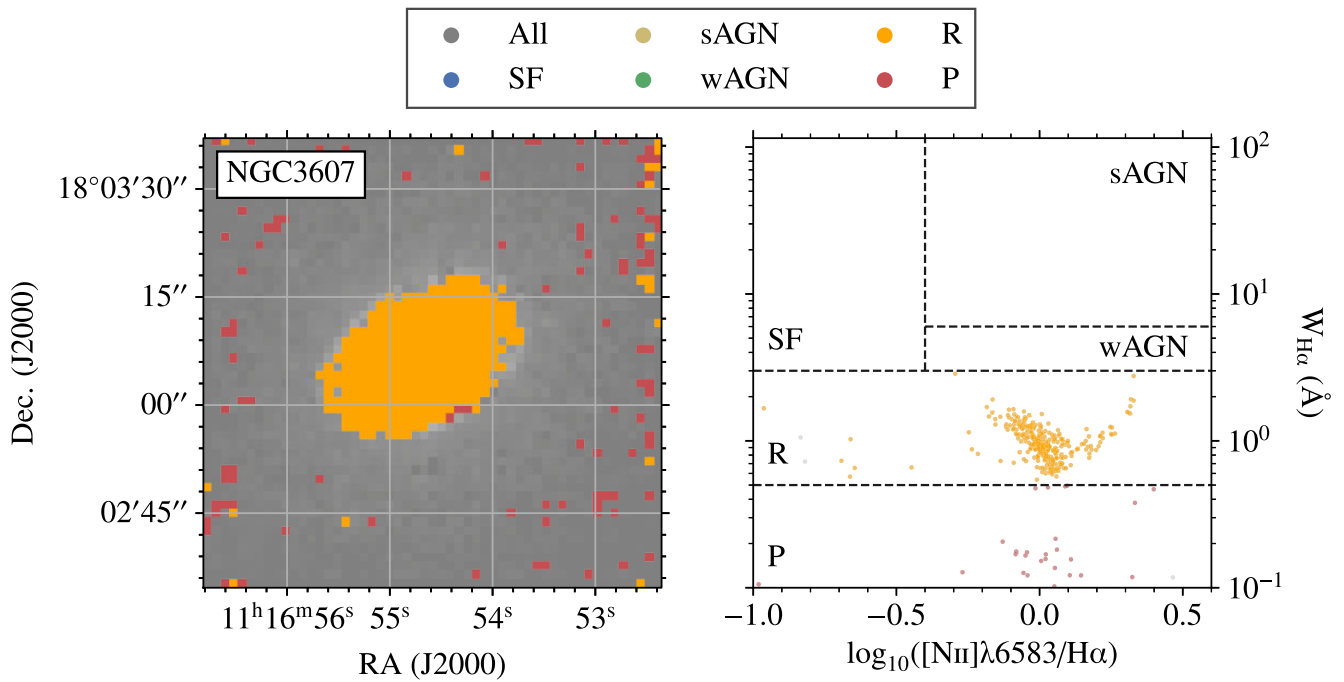 All sAGN R
SF wAGN P
NGC3607
18°03′30′′
15′′
00′′
02′45′′
Dec. (J2000)
11ʰ16ᵐ56ˢ 55ˢ 54ˢ 53ˢ
RA (J2000)
sAGN
SF
wAGN
R
P
10²
10¹
10⁰
10⁻¹
W_Hα (Å)
−1.0 −0.5 0.0 0.5
log₁₀([NII]λ6583/Hα)